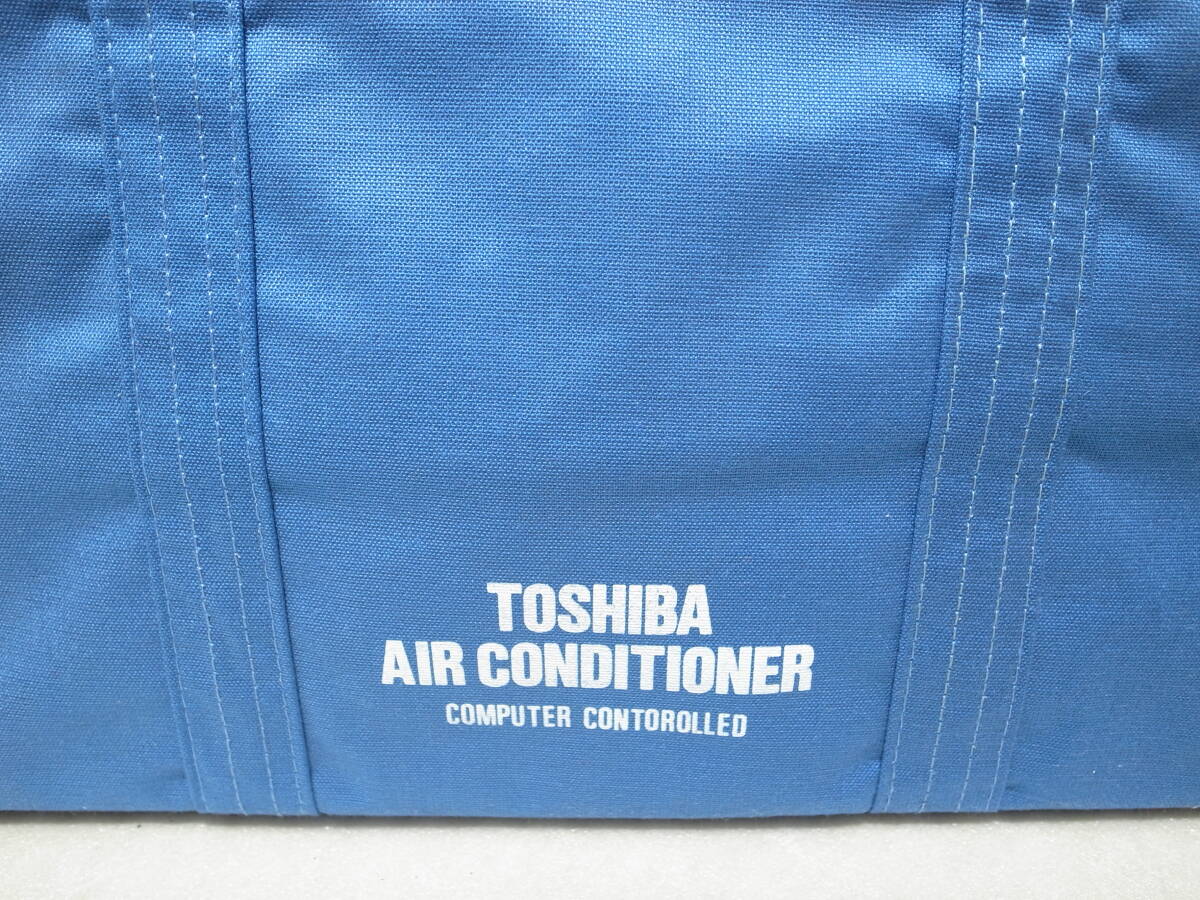 TOSHIBA
AIR CONDITIONER
COMPUTER CONTOROLLED